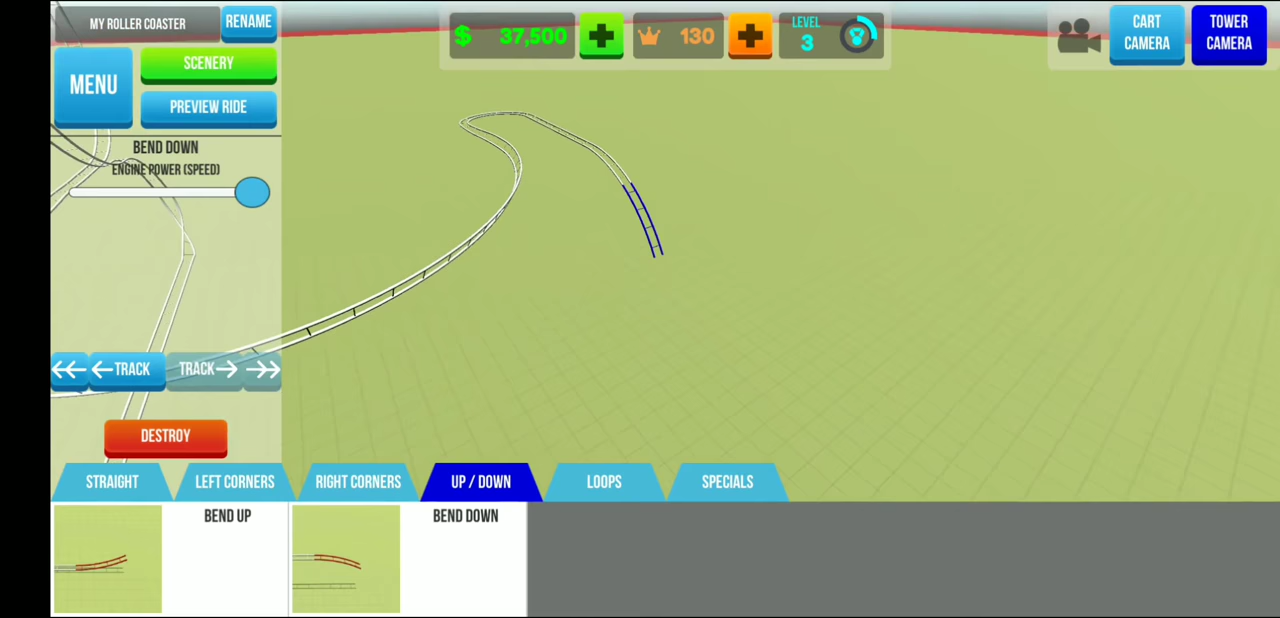 MY ROLLER COASTER
RENAME
MENU
SCENERY
PREVIEW RIDE
BEND DOWN
ENGINE POWER (SPEED)
TRACK
TRACK
DESTROY
$ 37,500
130
LEVEL
3
CART
CAMERA
TOWER
CAMERA
STRAIGHT
LEFT CORNERS
RIGHT CORNERS
UP / DOWN
LOOPS
SPECIALS
BEND UP
BEND DOWN